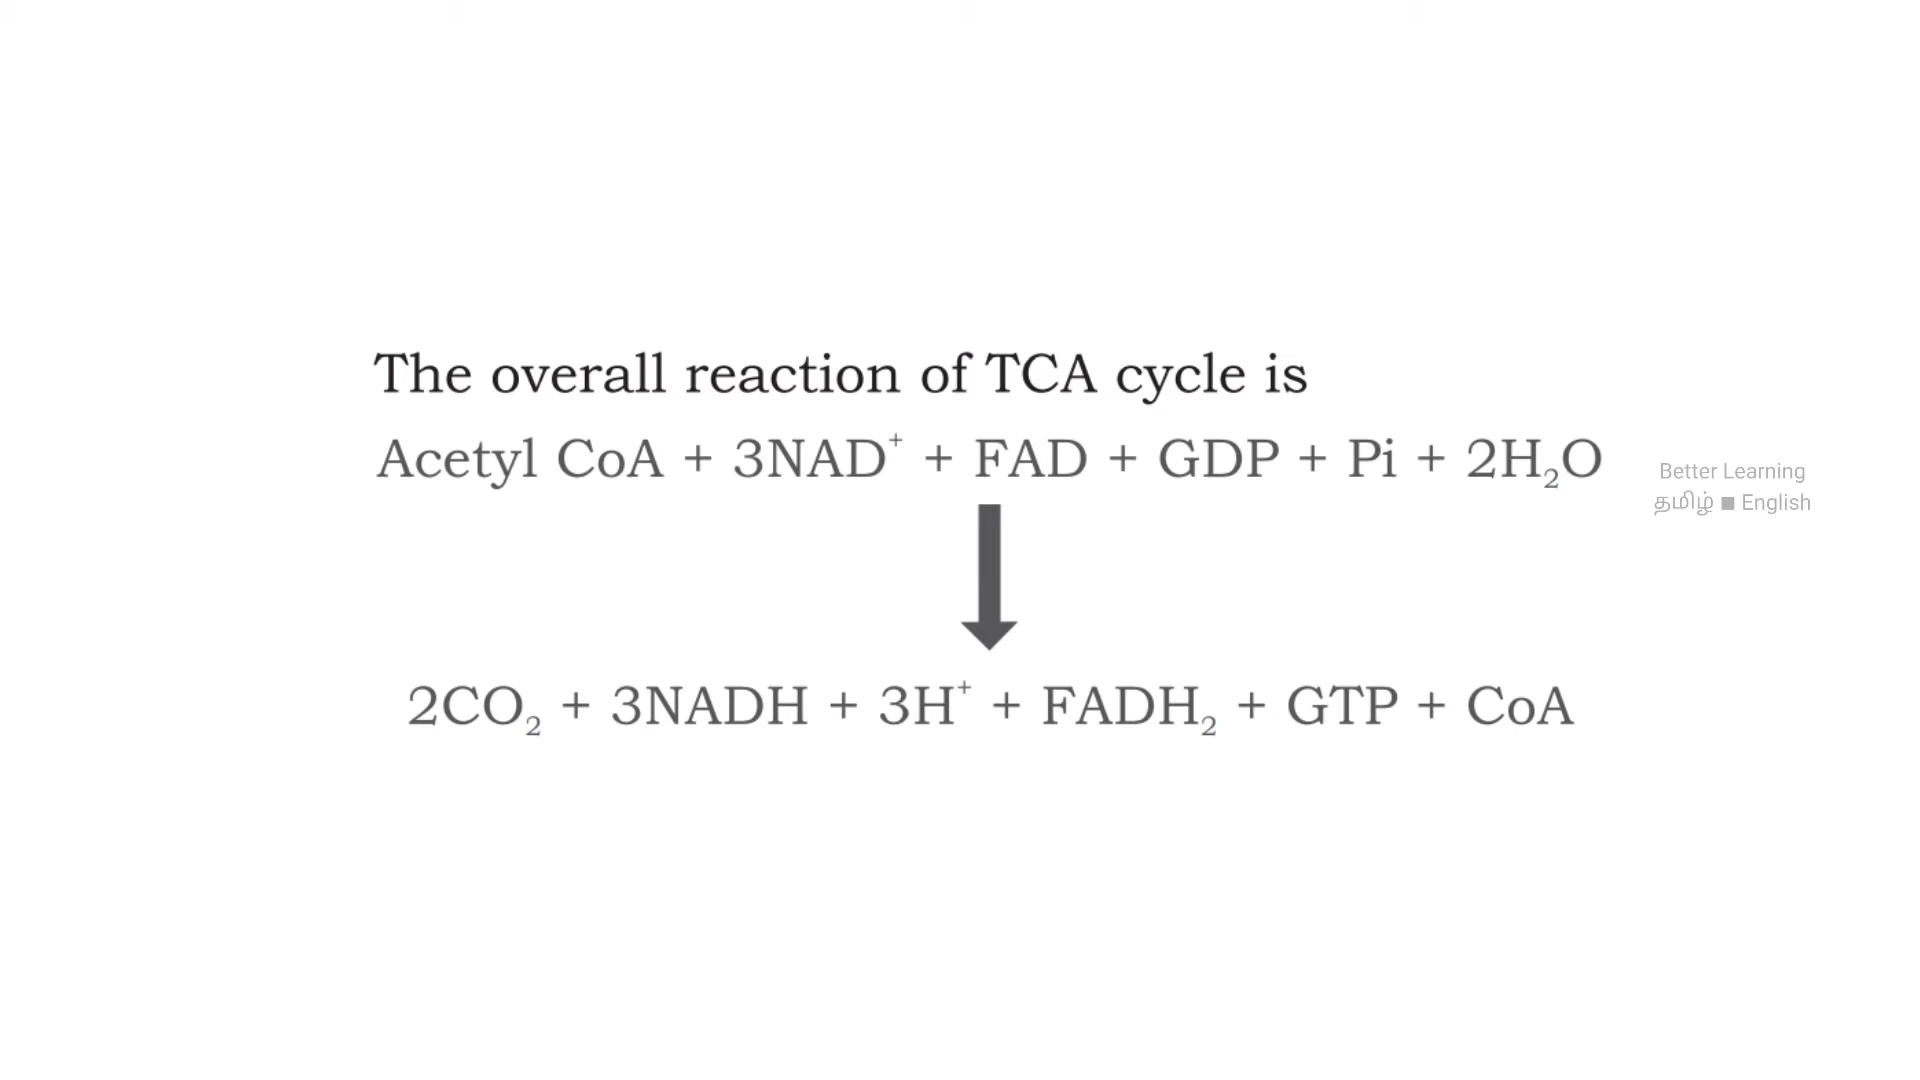 The overall reaction of TCA cycle is
Acetyl CoA + 3NAD⁺ + FAD + GDP + Pi + 2H₂O
Better Learning
தமிழ் ■ English
2CO₂ + 3NADH + 3H⁺ + FADH₂ + GTP + CoA